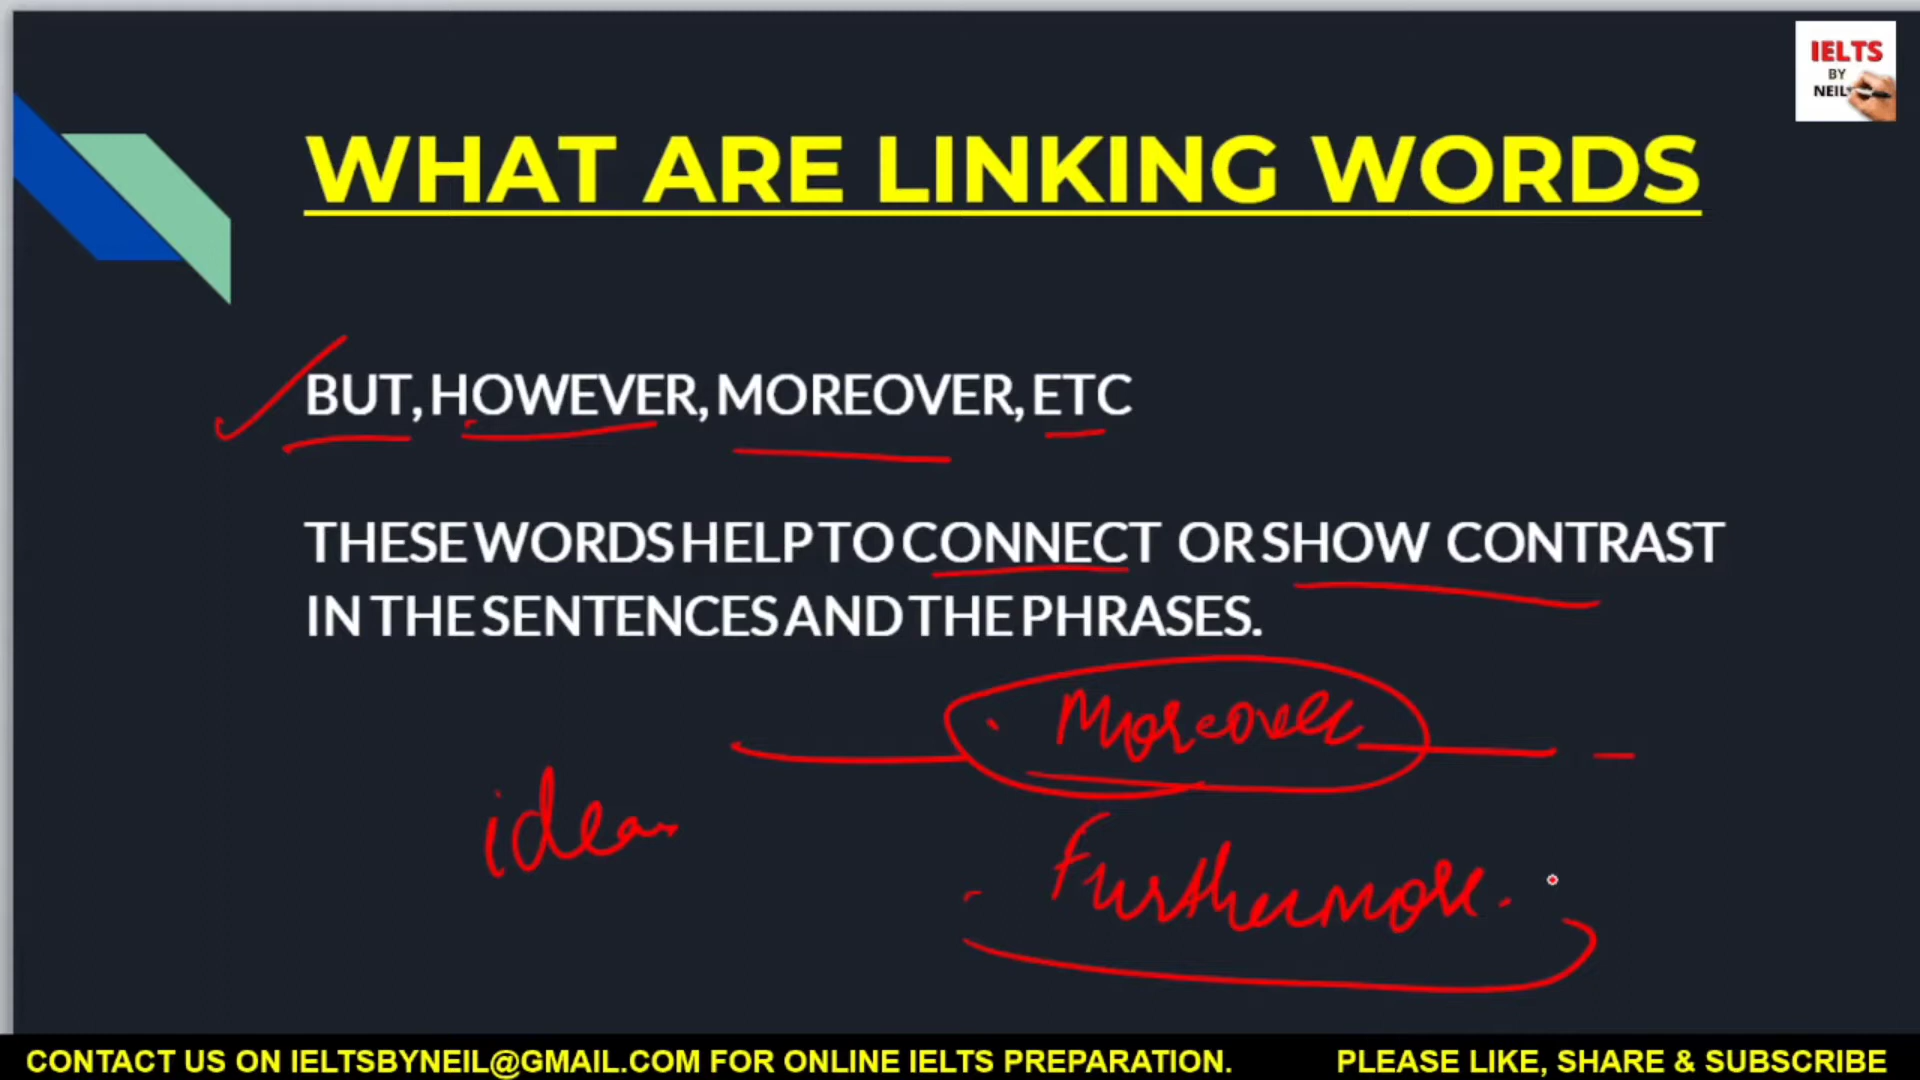 IELTS
BY
NEIL
WHAT ARE LINKING WORDS
BUT, HOWEVER, MOREOVER, ETC
THESE WORDS HELP TO CONNECT OR SHOW CONTRAST
IN THE SENTENCES AND THE PHRASES.
Moreover
idea
Furthermore.
CONTACT US ON IELTSBYNEIL@GMAIL.COM FOR ONLINE IELTS PREPARATION. PLEASE LIKE, SHARE & SUBSCRIBE